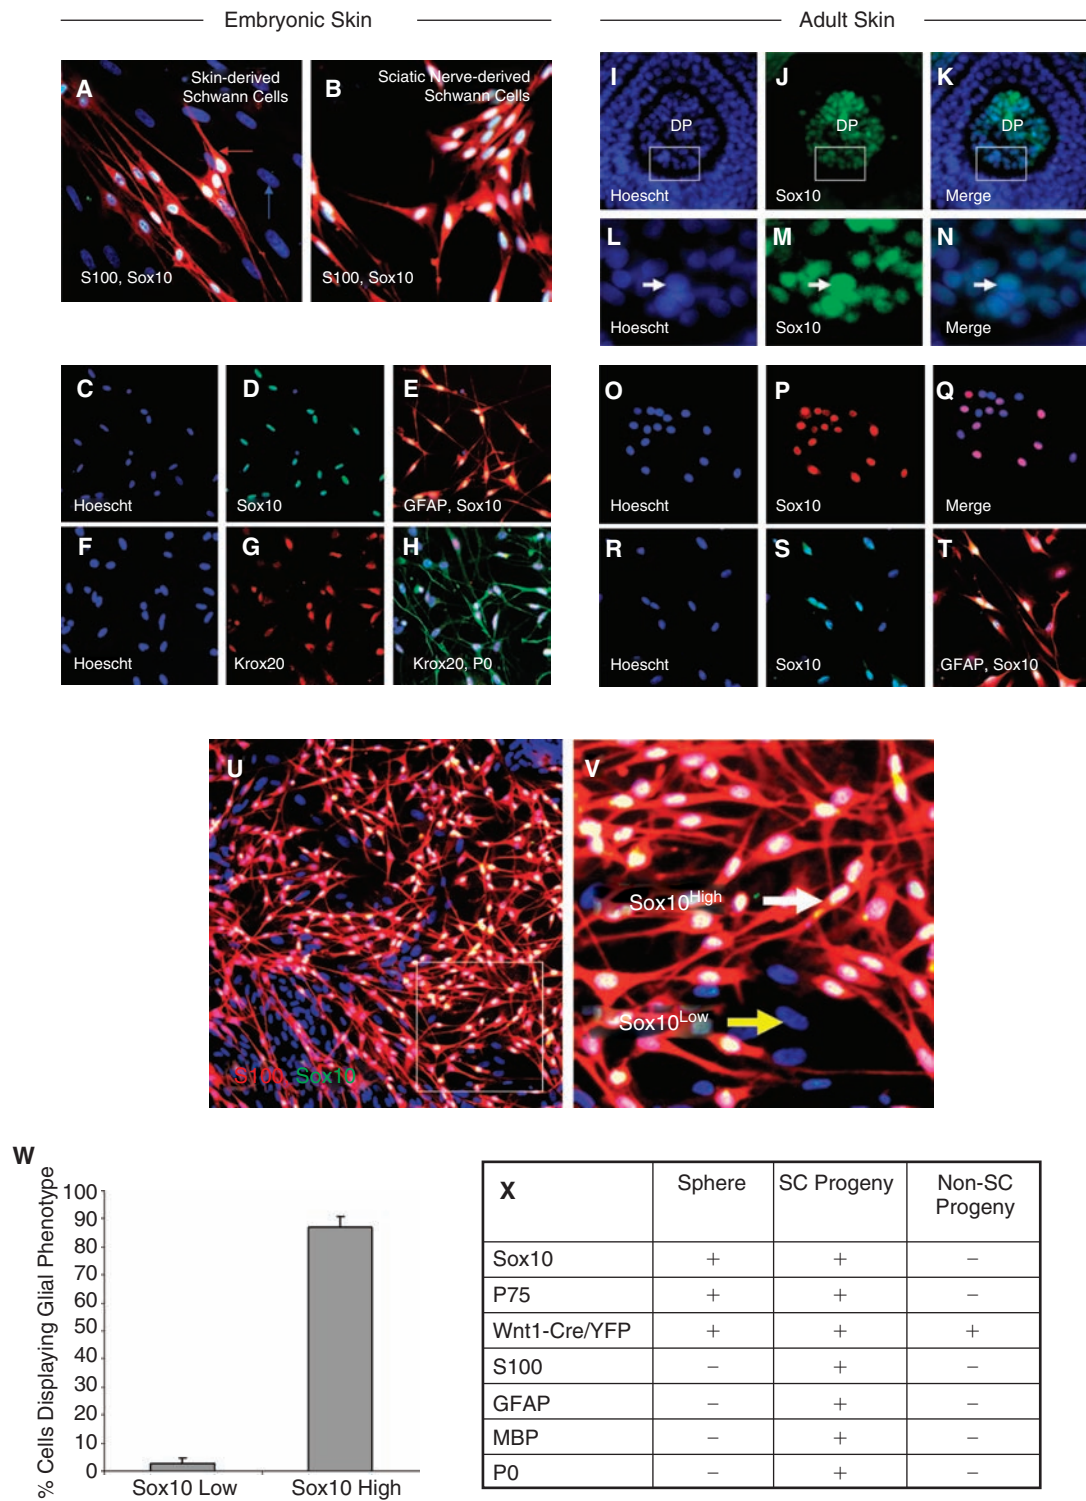 Embryonic Skin
Adult Skin
A
Skin-derived
Schwann Cells
S100, Sox10
B
Sciatic Nerve-derived
Schwann Cells
S100, Sox10
I
DP
Hoescht
J
DP
Sox10
K
DP
Merge
L
Hoescht
M
Sox10
N
Merge
C
Hoescht
D
Sox10
E
GFAP, Sox10
F
Hoescht
G
Krox20
H
Krox20, P0
O
Hoescht
P
Sox10
Q
Merge
R
Hoescht
S
Sox10
T
GFAP, Sox10
U
S100, Sox10
V
Sox10High
Sox10Low
W
% Cells Displaying Glial Phenotype
100
90
80
70
60
50
40
30
20
10
0
Sox10 Low
Sox10 High
X Sphere SC Progeny Non-SC
Progeny
Sox10 + + −
P75 + + −
Wnt1-Cre/YFP + + +
S100 − + −
GFAP − + −
MBP − + −
P0 − + −